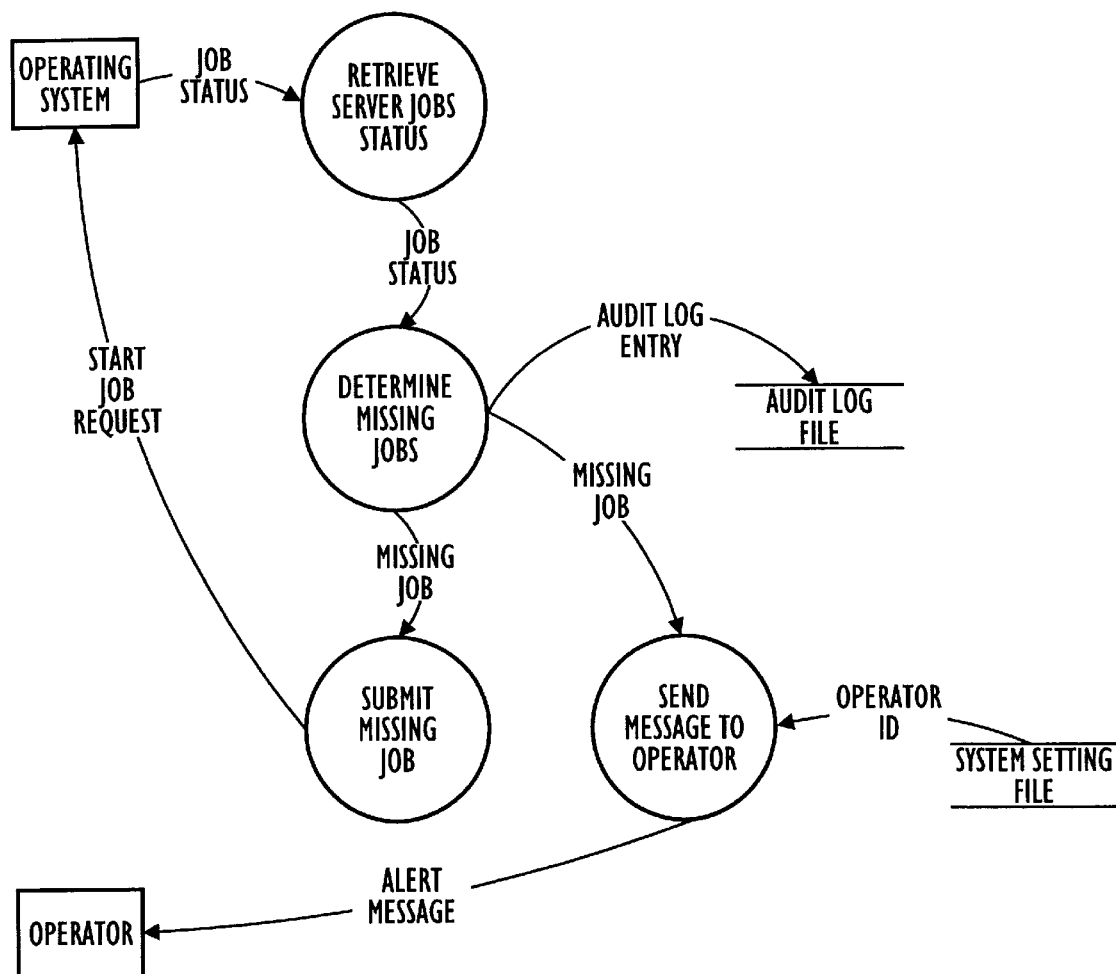 OPERATING
SYSTEM
JOB
STATUS
RETRIEVE
SERVER JOBS
STATUS
JOB
STATUS
START
JOB
REQUEST
DETERMINE
MISSING
JOBS
AUDIT LOG
ENTRY
AUDIT LOG
FILE
MISSING
JOB
MISSING
JOB
SUBMIT
MISSING
JOB
SEND
MESSAGE TO
OPERATOR
OPERATOR
ID
SYSTEM SETTING
FILE
ALERT
MESSAGE
OPERATOR